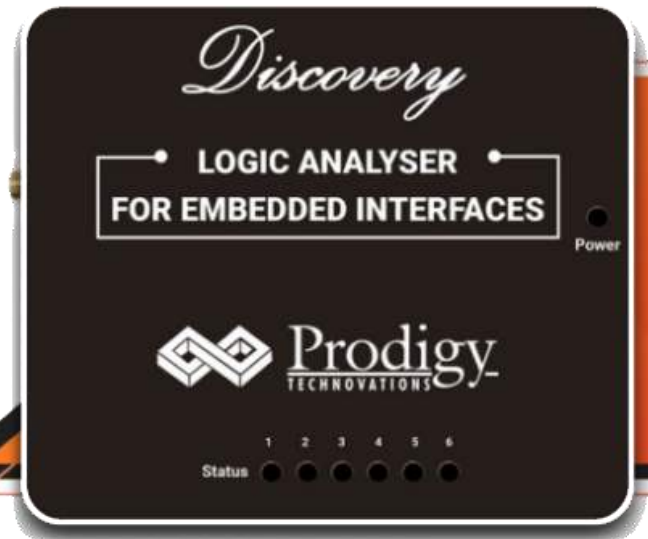 Discovery
LOGIC ANALYSER
FOR EMBEDDED INTERFACES
Power
Prodigy
TECHNOVATIONS
1 2 3 4 5 6
Status